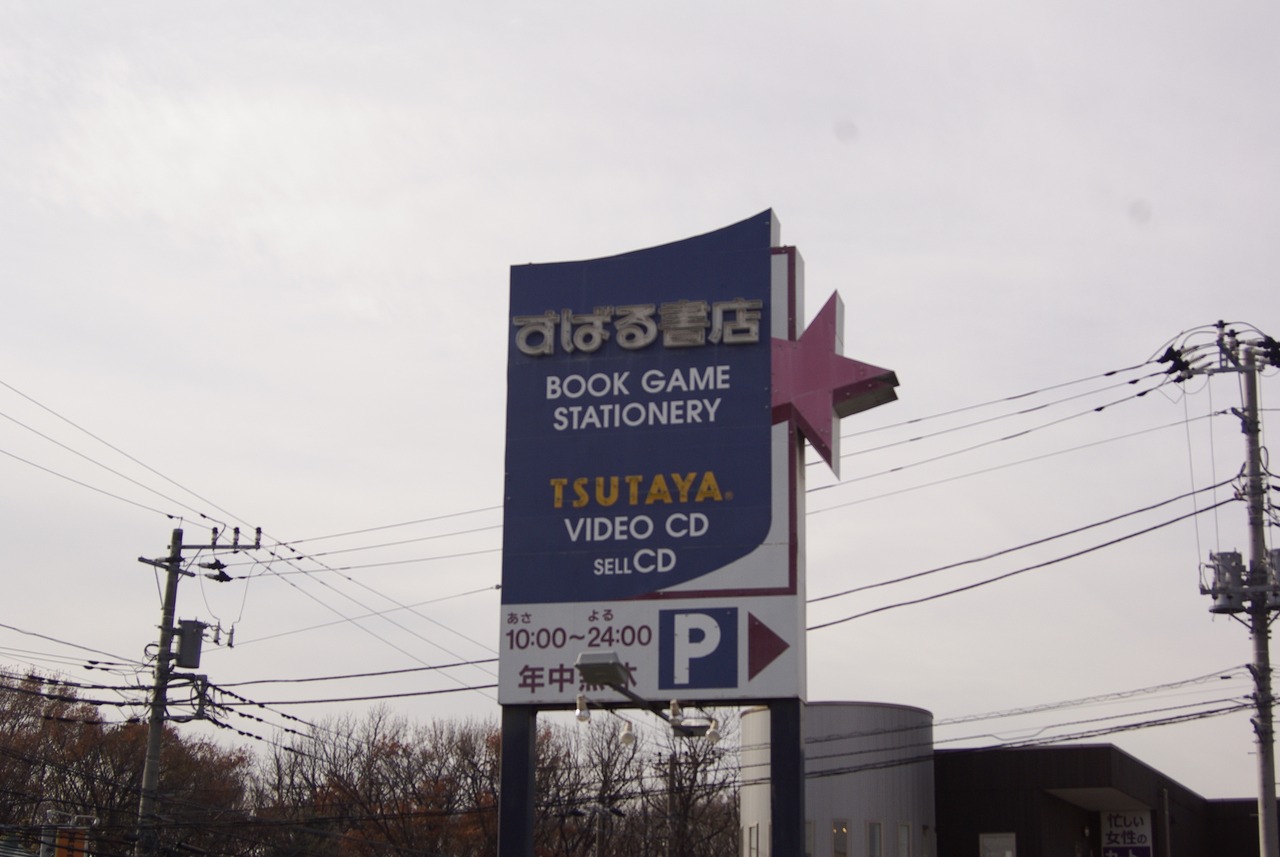 すばる書店
BOOK GAME
STATIONERY
TSUTAYA®
VIDEO CD
SELL CD
あさ よる
10:00~24:00
年中無休
P
忙しい
女性の